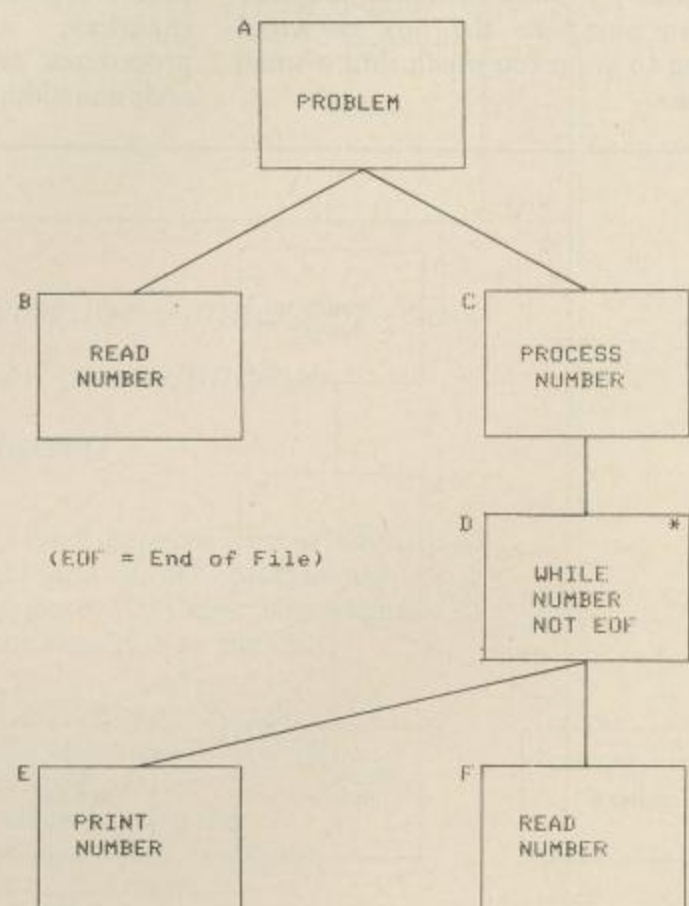 A
PROBLEM
B
READ
NUMBER
C
PROCESS
NUMBER
(EOF = End of File)
D
*
WHILE
NUMBER
NOT EOF
E
PRINT
NUMBER
F
READ
NUMBER